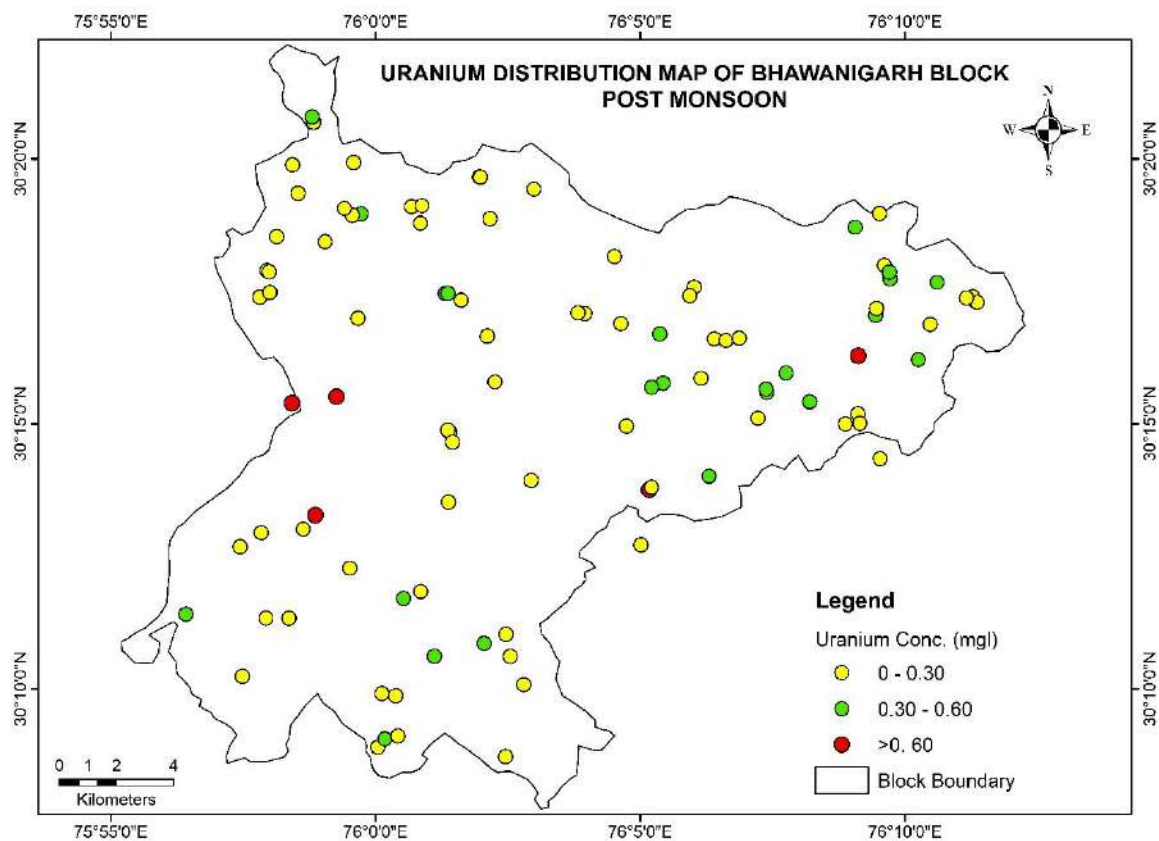 75°55'0"E 76°0'0"E 76°5'0"E 76°10'0"E
URANIUM DISTRIBUTION MAP OF BHAWANIGARH BLOCK
POST MONSOON
N
W E
S
30°20'0"N 30°20'0"N
30°15'0"N 30°15'0"N
30°10'0"N 30°10'0"N
Legend
Uranium Conc. (mgl)
0 - 0.30
0.30 - 0.60
>0. 60
Block Boundary
0 1 2 4
Kilometers
75°55'0"E 76°0'0"E 76°5'0"E 76°10'0"E